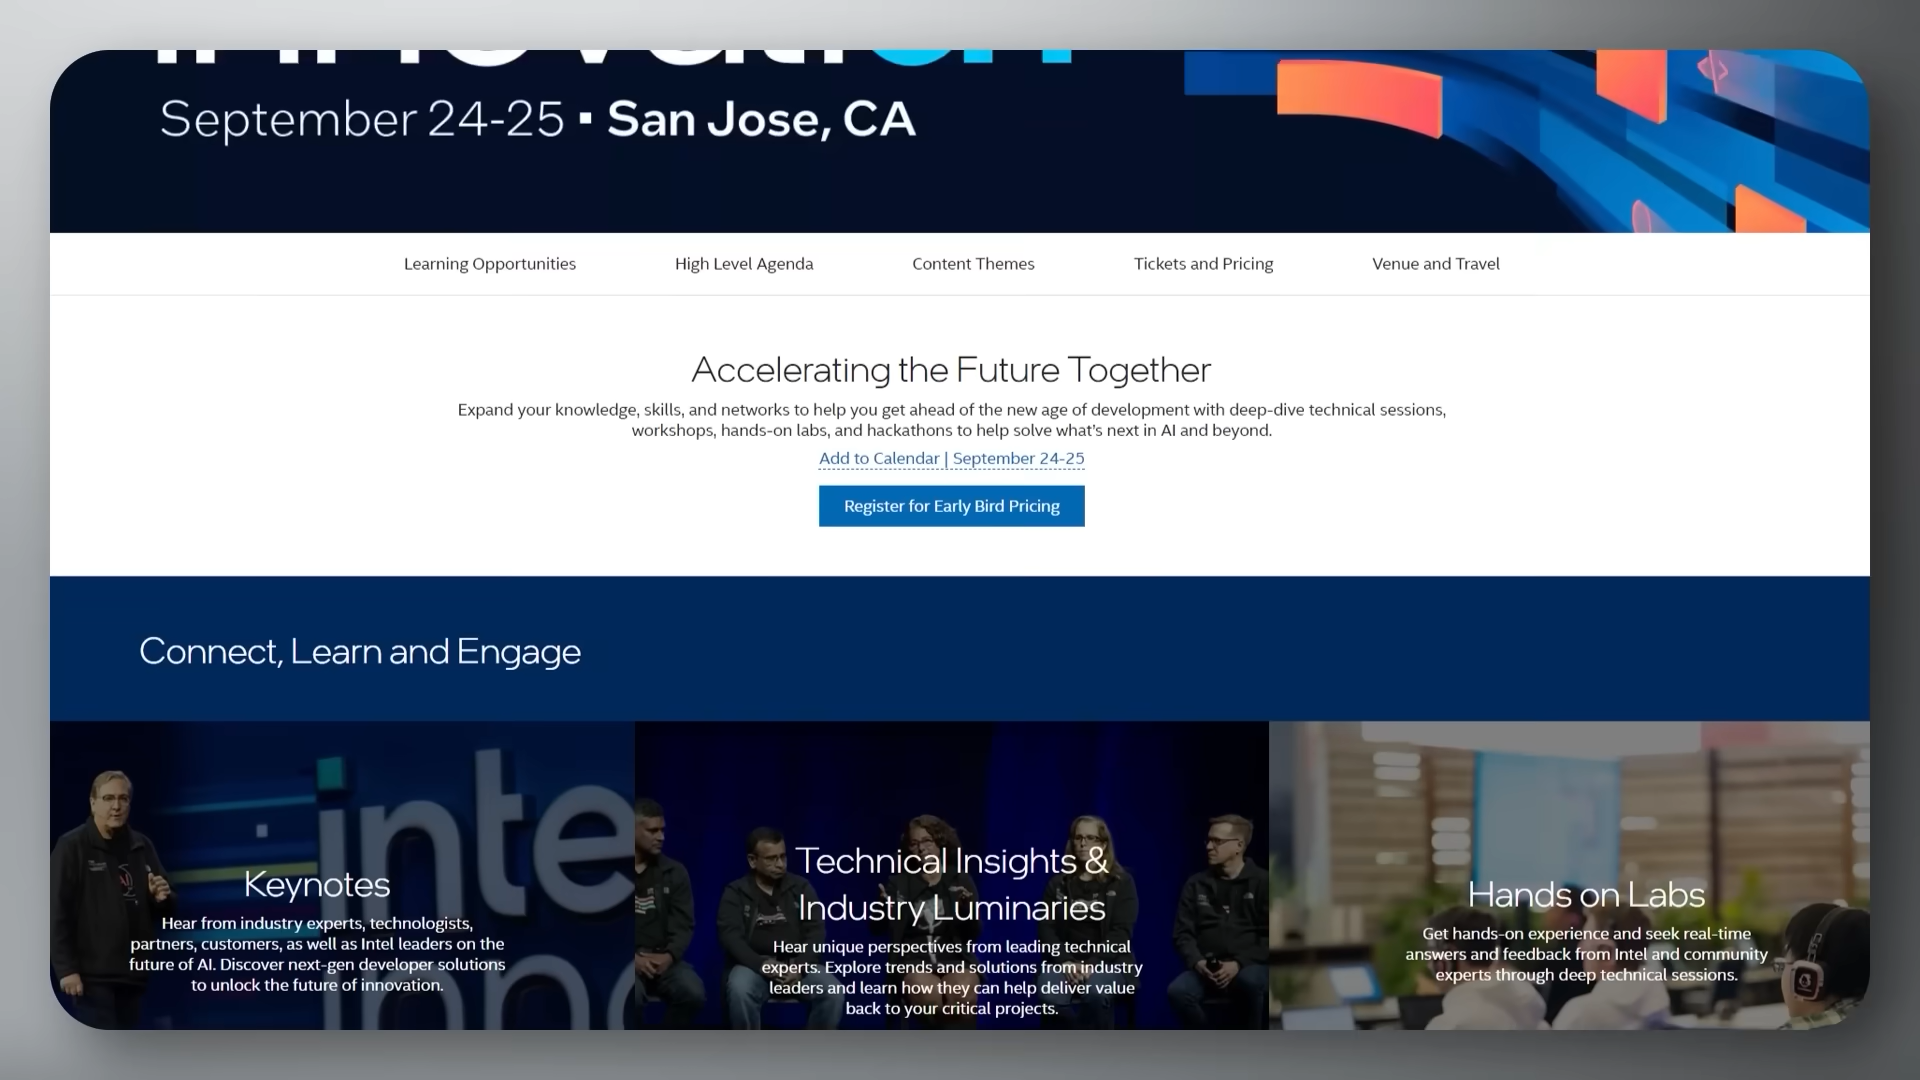 innovation
September 24-25 ▪ San Jose, CA
Learning Opportunities
High Level Agenda
Content Themes
Tickets and Pricing
Venue and Travel
Accelerating the Future Together
Expand your knowledge, skills, and networks to help you get ahead of the new age of development with deep-dive technical sessions,
workshops, hands-on labs, and hackathons to help solve what's next in AI and beyond.
Add to Calendar | September 24-25
Register for Early Bird Pricing
Connect, Learn and Engage
inte
inno
Keynotes
Hear from industry experts, technologists,
partners, customers, as well as Intel leaders on the
future of AI. Discover next-gen developer solutions
to unlock the future of innovation.
Technical Insights &
Industry Luminaries
Hear unique perspectives from leading technical
experts. Explore trends and solutions from industry
leaders and learn how they can help deliver value
back to your critical projects.
Hands on Labs
Get hands-on experience and seek real-time
answers and feedback from Intel and community
experts through deep technical sessions.